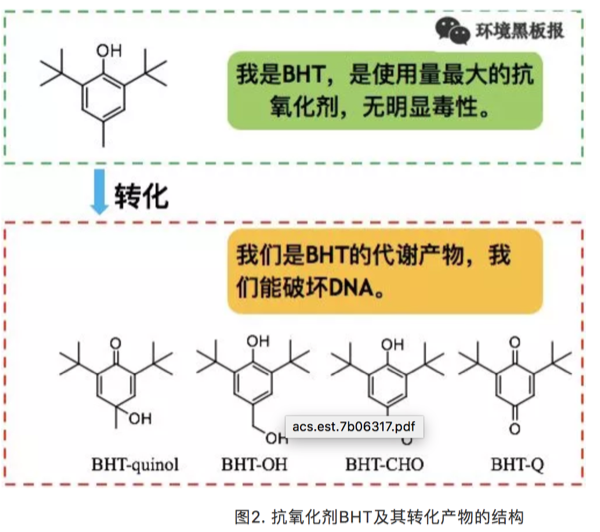 环境黑板报
OH
我是BHT，是使用量最大的抗
氧化剂，无明显毒性。
转化
我们是BHT的代谢产物，我
们能破坏DNA。
O OH OH O
OH OH O O
acs.est.7b06317.pdf
BHT-quinol BHT-OH BHT-CHO BHT-Q
图2. 抗氧化剂BHT及其转化产物的结构